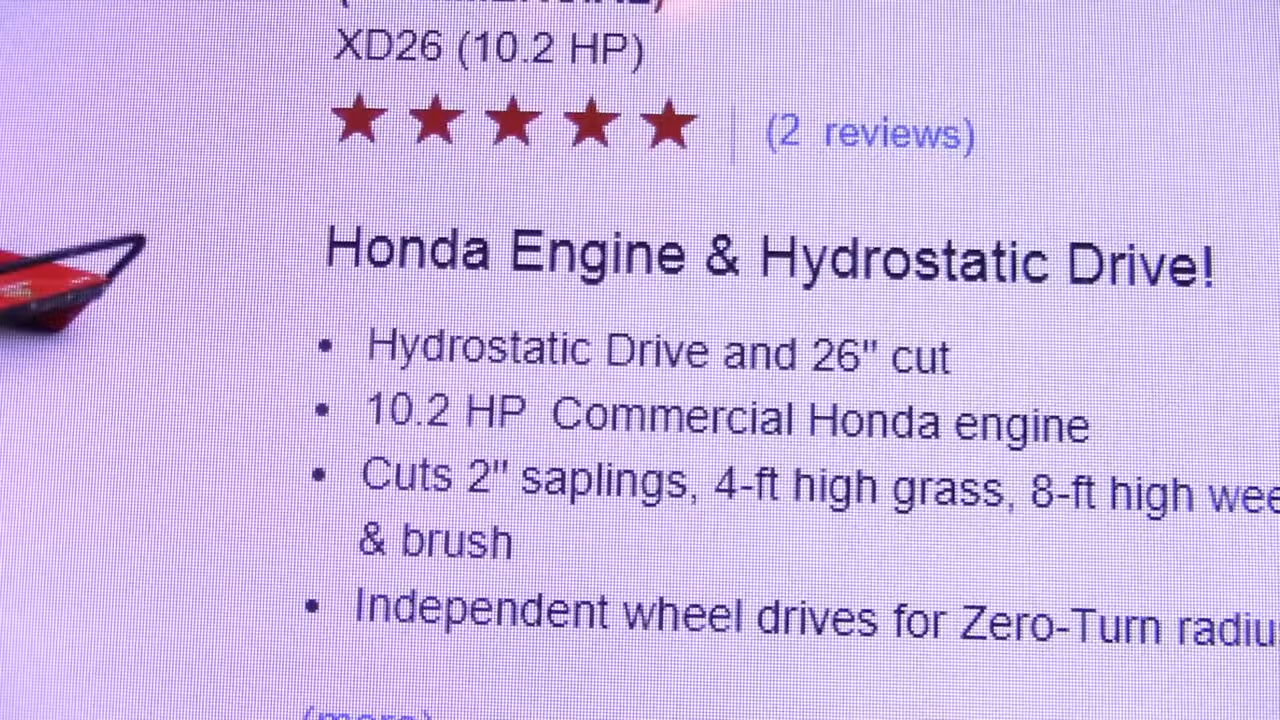 XD26 (10.2 HP)
(2 reviews)
Honda Engine & Hydrostatic Drive!
• Hydrostatic Drive and 26" cut
• 10.2 HP Commercial Honda engine
• Cuts 2" saplings, 4-ft high grass, 8-ft high
& brush
• Independent wheel drives for Zero-Turn